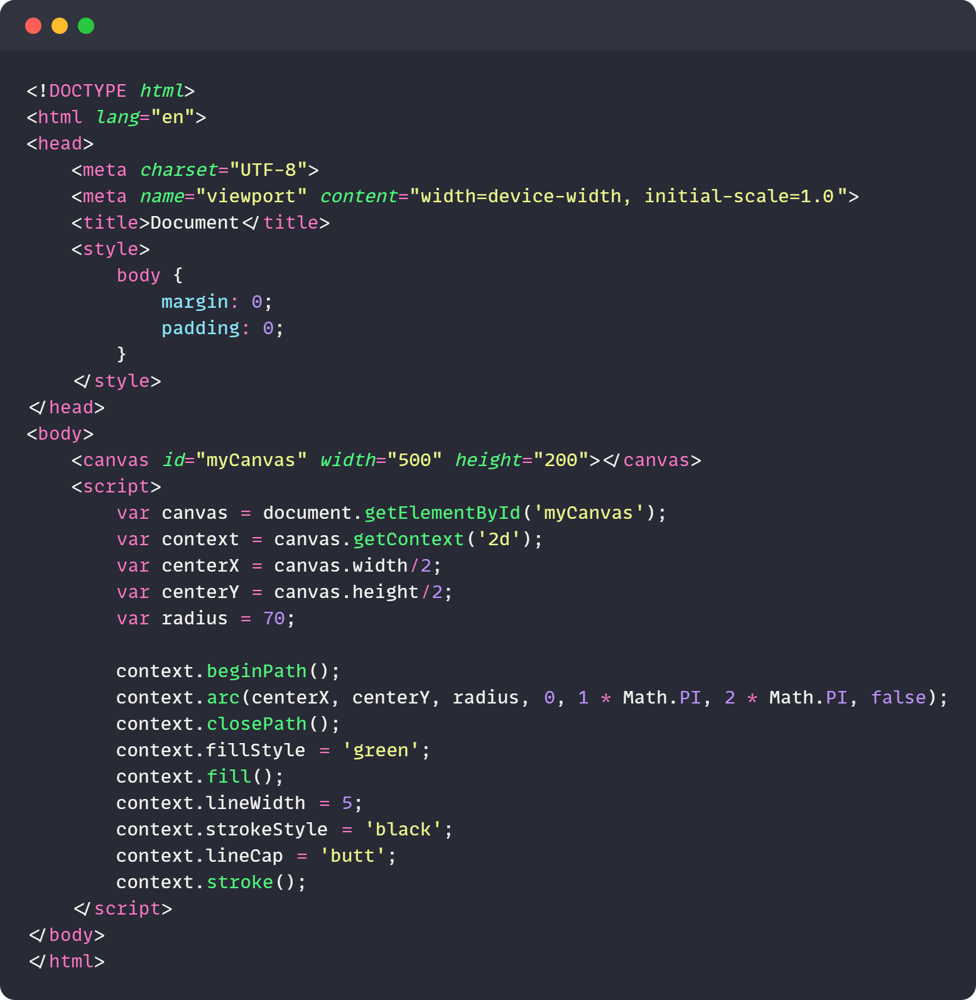 <!DOCTYPE html>
<html lang="en">
<head>
    <meta charset="UTF-8">
    <meta name="viewport" content="width=device-width, initial-scale=1.0">
    <title>Document</title>
    <style>
        body {
            margin: 0;
            padding: 0;
        }
    </style>
</head>
<body>
    <canvas id="myCanvas" width="500" height="200"></canvas>
    <script>
        var canvas = document.getElementById('myCanvas');
        var context = canvas.getContext('2d');
        var centerX = canvas.width/2;
        var centerY = canvas.height/2;
        var radius = 70;

        context.beginPath();
        context.arc(centerX, centerY, radius, 0, 1 * Math.PI, 2 * Math.PI, false);
        context.closePath();
        context.fillStyle = 'green';
        context.fill();
        context.lineWidth = 5;
        context.strokeStyle = 'black';
        context.lineCap = 'butt';
        context.stroke();
    </script>
</body>
</html>